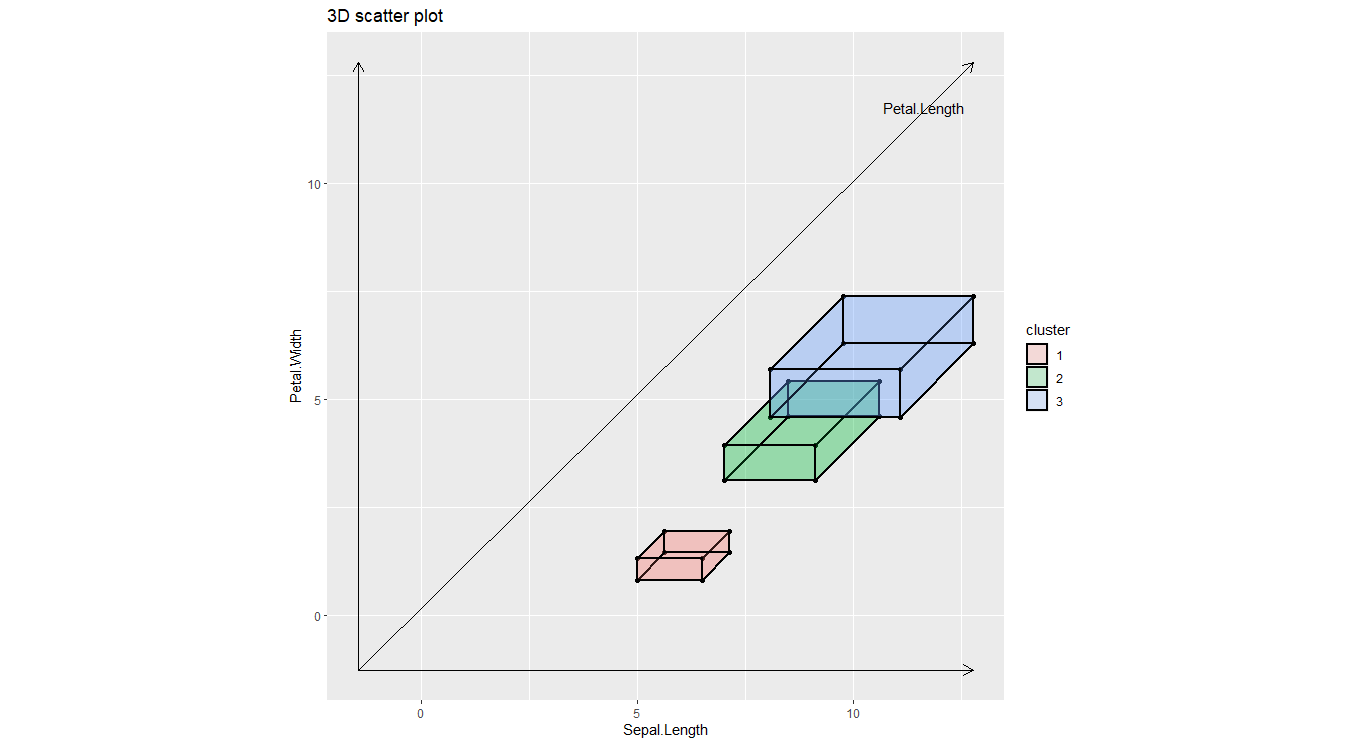 3D scatter plot
Petal.Length
10
5
0
Petal.Width
0 5 10
Sepal.Length
cluster
1
2
3